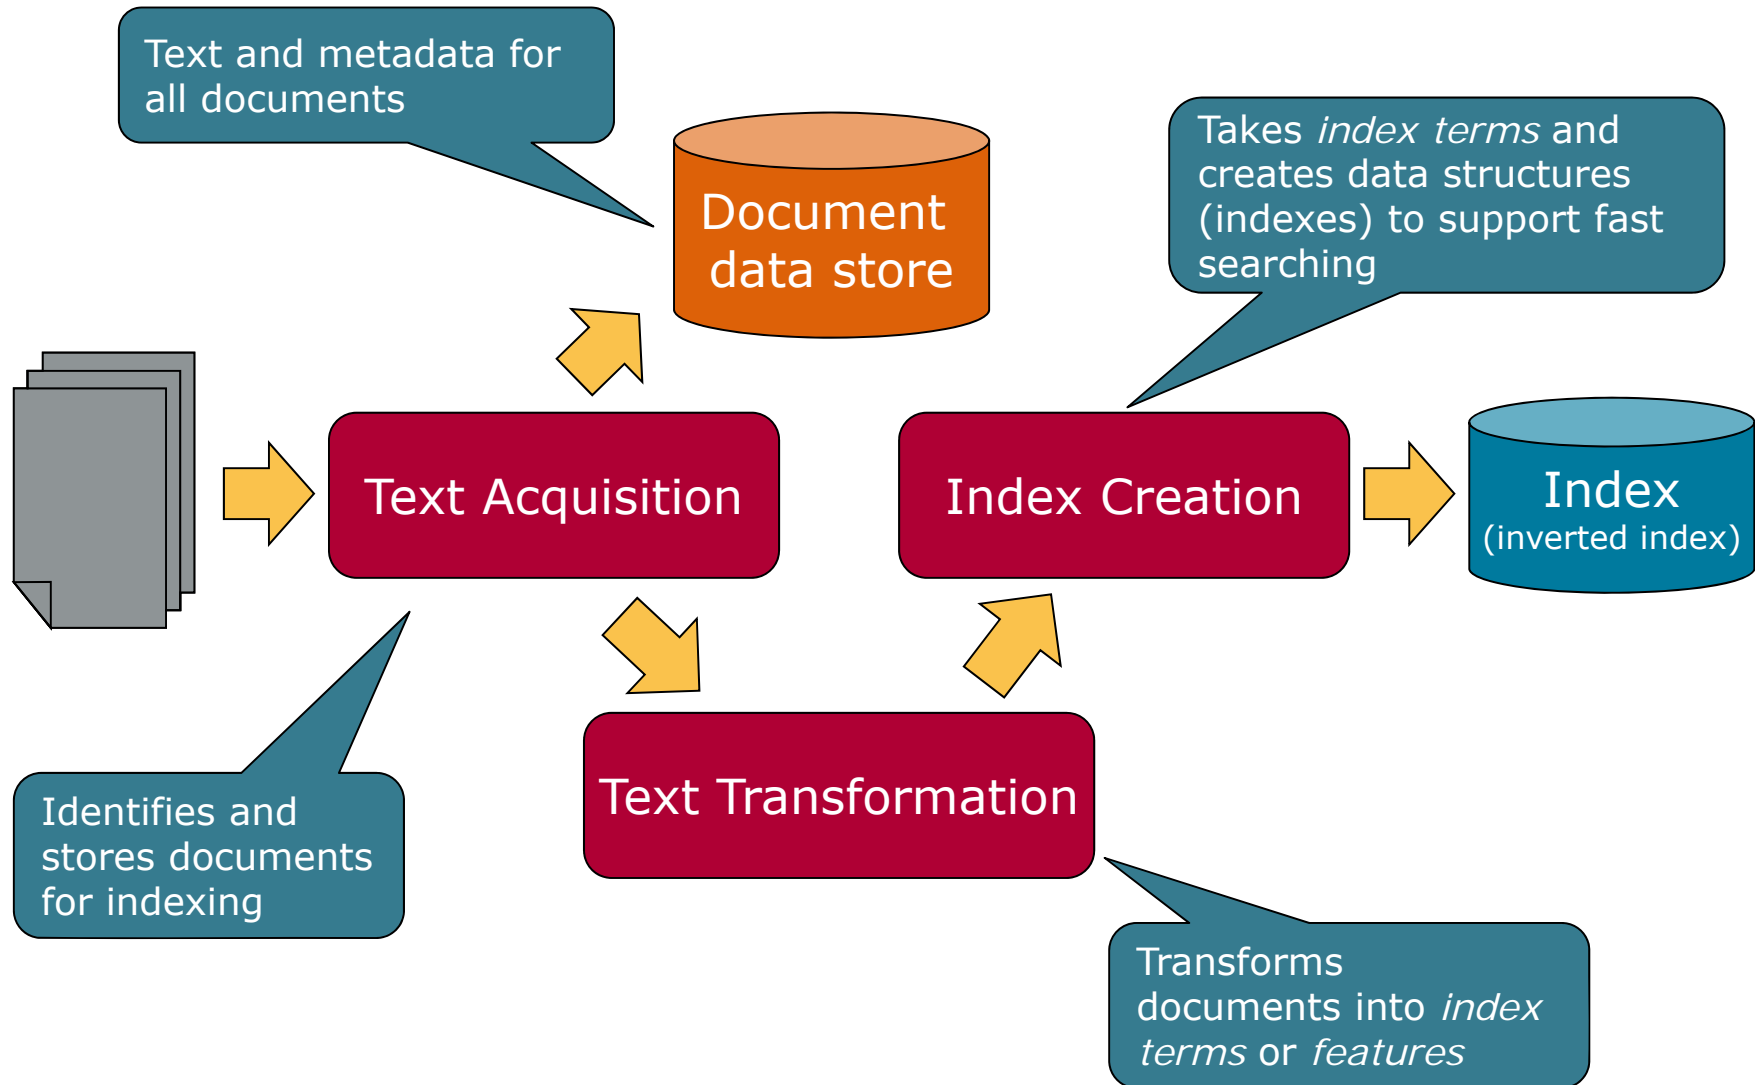 Text and metadata for
all documents
Document
data store
Takes index terms and
creates data structures
(indexes) to support fast
searching
Text Acquisition
Index Creation
Index
(inverted index)
Text Transformation
Identifies and
stores documents
for indexing
Transforms
documents into index
terms or features